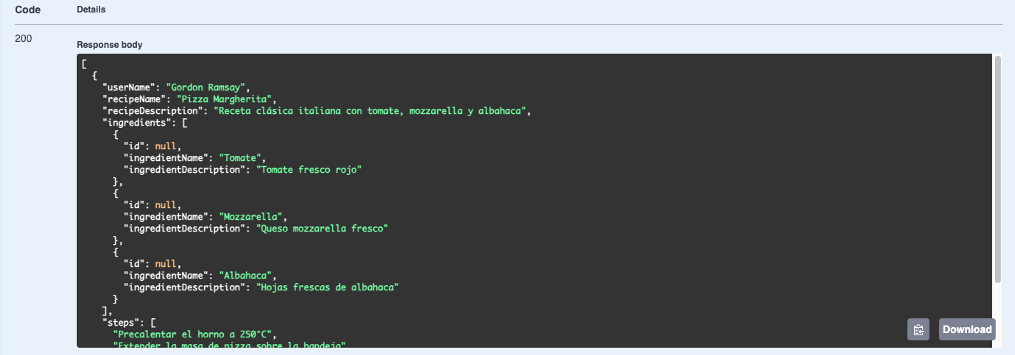 Code Details
200
Response body
[
  {
    "userName": "Gordon Ramsay",
    "recipeName": "Pizza Margherita",
    "recipeDescription": "Receta clásica italiana con tomate, mozzarella y albahaca",
    "ingredients": [
      {
        "id": null,
        "ingredientName": "Tomate",
        "ingredientDescription": "Tomate fresco rojo"
      },
      {
        "id": null,
        "ingredientName": "Mozzarella",
        "ingredientDescription": "Queso mozzarella fresco"
      },
      {
        "id": null,
        "ingredientName": "Albahaca",
        "ingredientDescription": "Hojas frescas de albahaca"
      }
    ],
    "steps": [
      "Precalentar el horno a 250°C",
      "Extender la masa de pizza sobre la bandeja"
Download